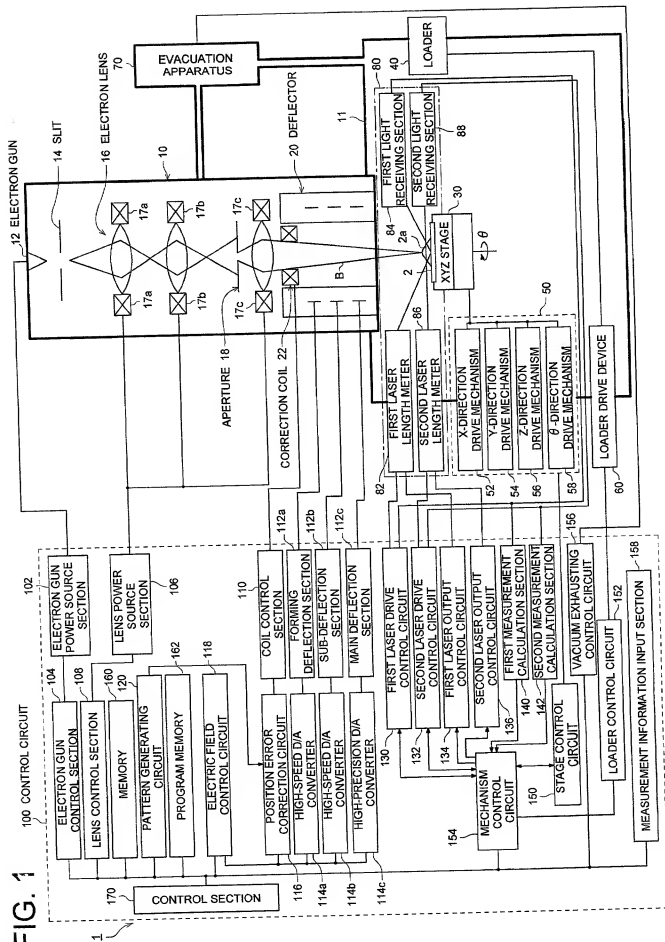 FIG. 1
1
100 CONTROL CIRCUIT
ELECTRON GUN
CONTROL SECTION
104
ELECTRON GUN
POWER SOURCE
SECTION
102
LENS CONTROL SECTION
108
LENS POWER
SOURCE
SECTION
106
MEMORY
160
PATTERN GENERATING
CIRCUIT
120
PROGRAM MEMORY
162
ELECTRIC FIELD
CONTROL CIRCUIT
118
CONTROL SECTION
170
POSITION ERROR
CORRECTION CIRCUIT
116
HIGH-SPEED D/A
CONVERTER
114a
HIGH-SPEED D/A
CONVERTER
114b
HIGH-PRECISION D/A
CONVERTER
114c
COIL CONTROL
SECTION
110
FORMING
DEFLECTION SECTION
112a
SUB-DEFLECTION
SECTION
112b
MAIN DEFLECTION
SECTION
112c
FIRST LASER DRIVE
CONTROL CIRCUIT
130
SECOND LASER DRIVE
CONTROL CIRCUIT
132
FIRST LASER OUTPUT
CONTROL CIRCUIT
134
SECOND LASER OUTPUT
CONTROL CIRCUIT
136
FIRST MEASUREMENT
CALCULATION SECTION
140
SECOND MEASUREMENT
CALCULATION SECTION
142
MECHANISM
CONTROL
CIRCUIT
154
STAGE CONTROL
CIRCUIT
150
LOADER CONTROL CIRCUIT
152
VACUUM EXHAUSTING
CONTROL CIRCUIT
156
MEASUREMENT INFORMATION INPUT SECTION
158
12 ELECTRON GUN
14 SLIT
16 ELECTRON LENS
10
17a
17a
17b
17b
17c
17c
APERTURE 18
20 DEFLECTOR
CORRECTION COIL
22
B
11
EVACUATION
APPARATUS
70
LOADER
40
80
FIRST LASER
LENGTH METER
82
SECOND LASER
LENGTH METER
86
FIRST LIGHT
RECEIVING SECTION
84
SECOND LIGHT
RECEIVING SECTION
88
2a
2
XYZ STAGE
30
θ
50
X-DIRECTION
DRIVE MECHANISM
52
Y-DIRECTION
DRIVE MECHANISM
54
Z-DIRECTION
DRIVE MECHANISM
56
θ-DIRECTION
DRIVE MECHANISM
58
LOADER DRIVE DEVICE
60